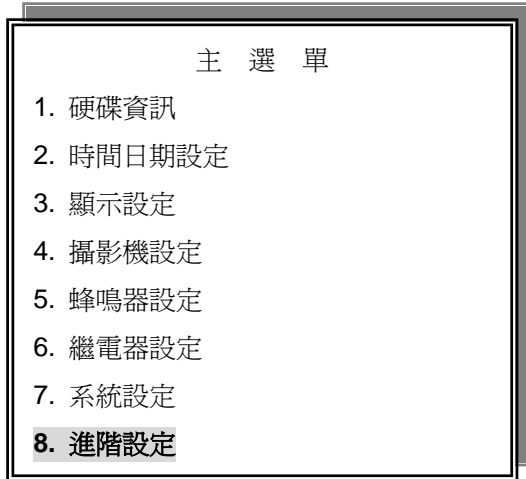 主 選 單
1. 硬碟資訊
2. 時間日期設定
3. 顯示設定
4. 攝影機設定
5. 蜂鳴器設定
6. 繼電器設定
7. 系統設定
8. 進階設定